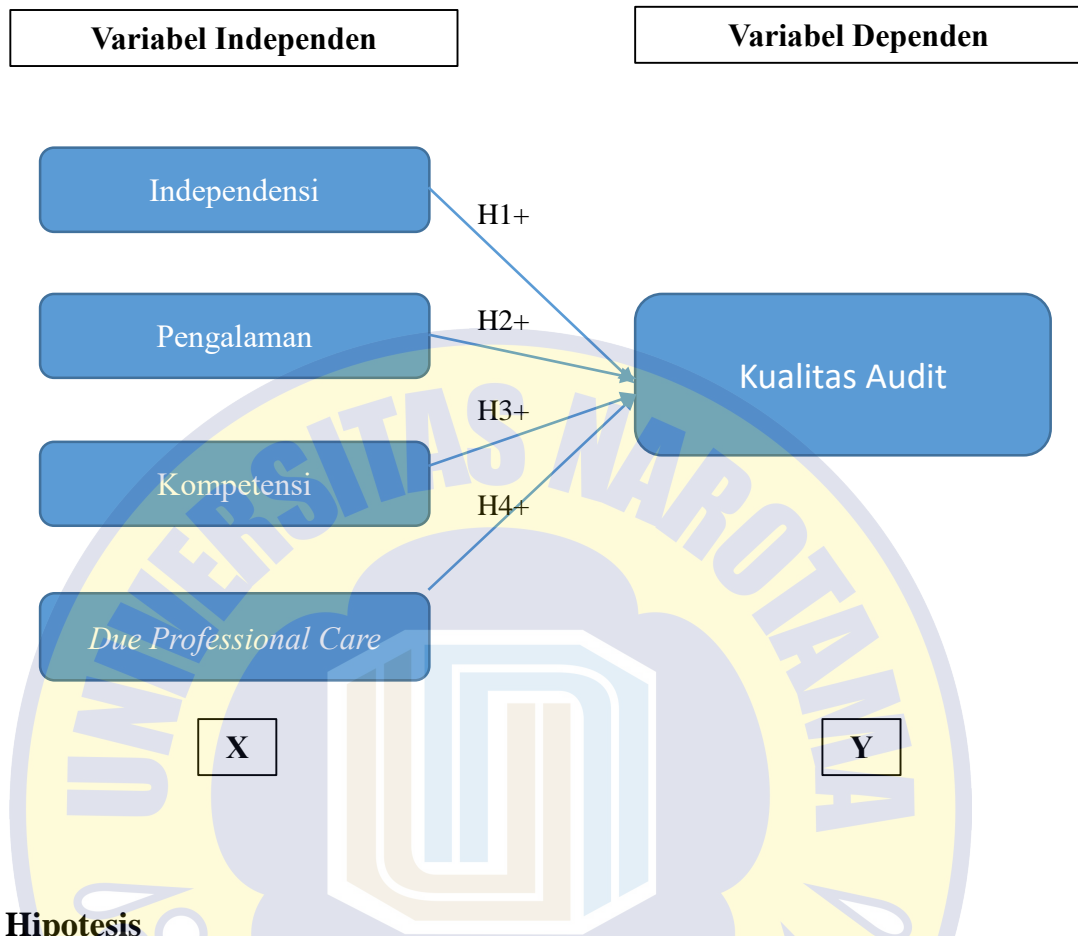 Variabel Independen
Variabel Dependen
Independensi
H1+
Pengalaman
H2+
Kualitas Audit
H3+
Kompetensi
H4+
Due Professional Care
X
Y
UNIVERSITAS NAROTAMA
Hipotesis